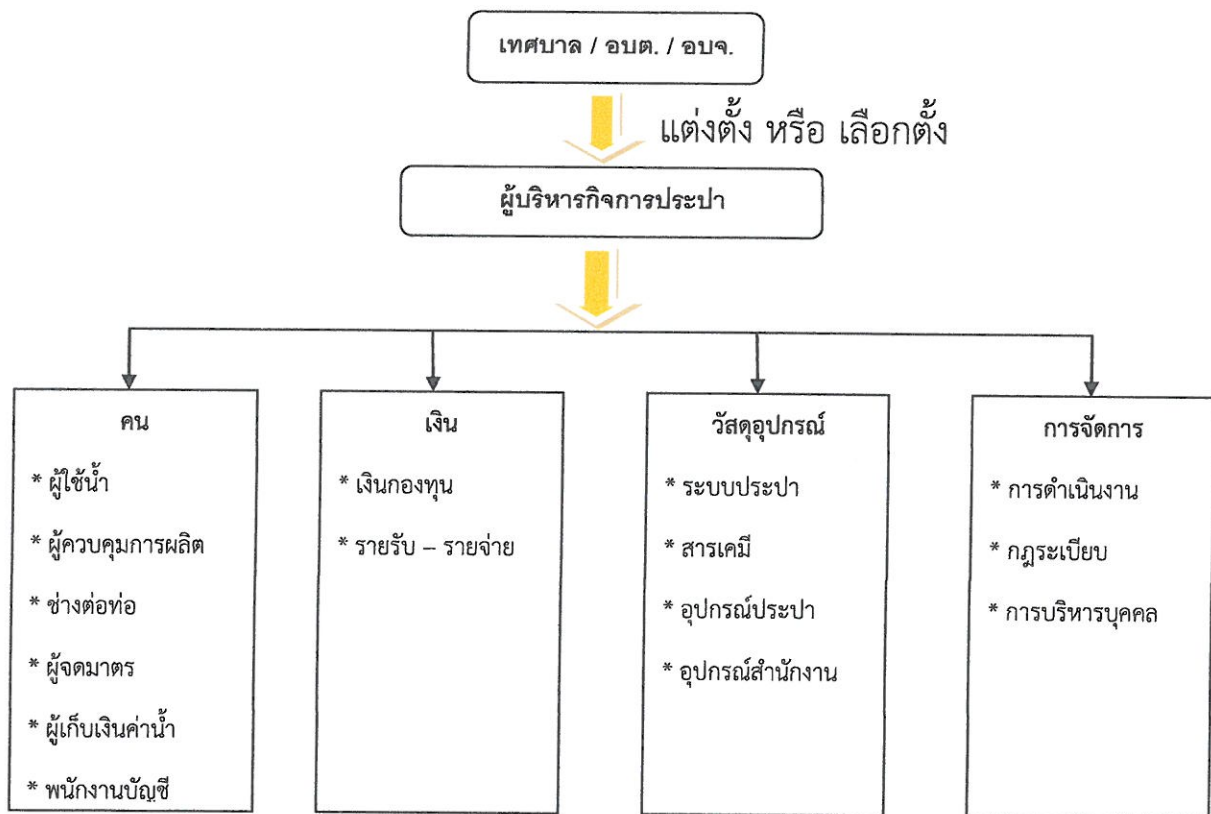 เทศบาล / อบต. / อบจ.
แต่งตั้ง หรือ เลือกตั้ง
ผู้บริหารกิจการประปา
คน
* ผู้ใช้น้ำ
* ผู้ควบคุมการผลิต
* ช่างต่อท่อ
* ผู้จดมาตร
* ผู้เก็บเงินค่าน้ำ
* พนักงานบัญชี
เงิน
* เงินกองทุน
* รายรับ – รายจ่าย
วัสดุอุปกรณ์
* ระบบประปา
* สารเคมี
* อุปกรณ์ประปา
* อุปกรณ์สำนักงาน
การจัดการ
* การดำเนินงาน
* กฎระเบียบ
* การบริหารบุคคล